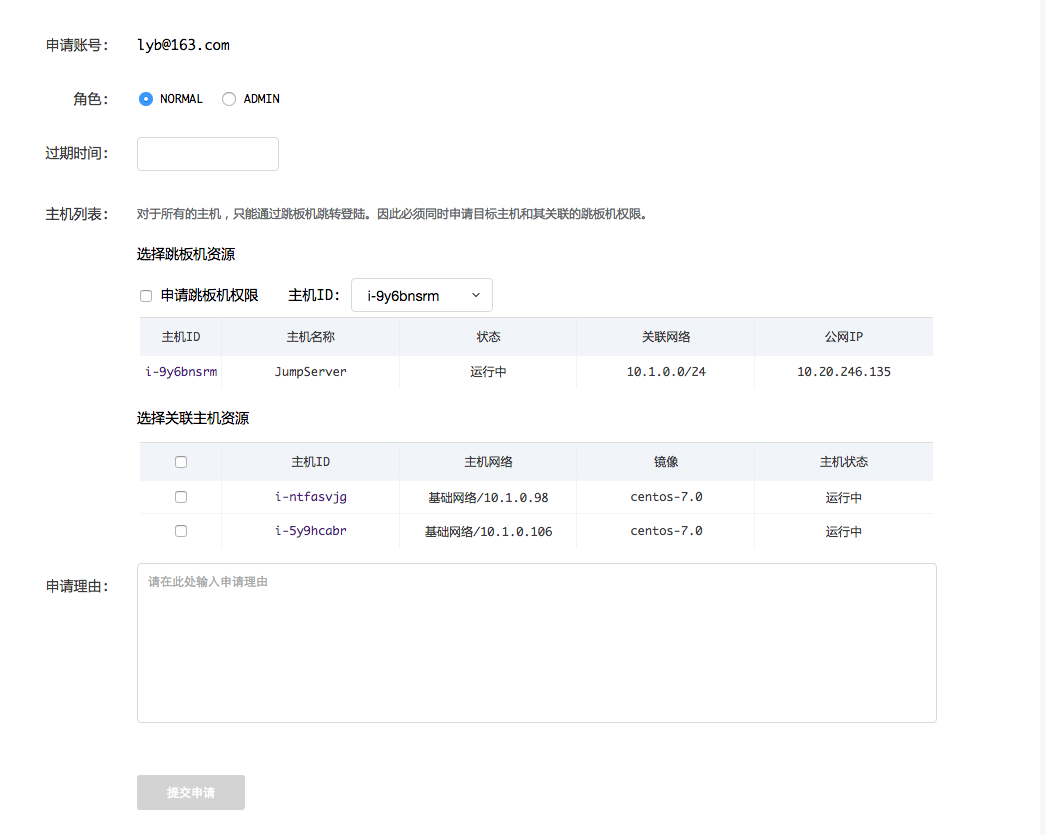 申请账号： lyb@163.com
角色： NORMAL ADMIN
过期时间：
主机列表： 对于所有的主机，只能通过跳板机跳转登陆。因此必须同时申请目标主机和其关联的跳板机权限。
选择跳板机资源
申请跳板机权限 主机ID： i-9y6bnsrm
主机ID 主机名称 状态 关联网络 公网IP
i-9y6bnsrm JumpServer 运行中 10.1.0.0/24 10.20.246.135
选择关联主机资源
主机ID 主机网络 镜像 主机状态
i-ntfasvjg 基础网络/10.1.0.98 centos-7.0 运行中
i-5y9hcabr 基础网络/10.1.0.106 centos-7.0 运行中
申请理由： 请在此处输入申请理由
提交申请